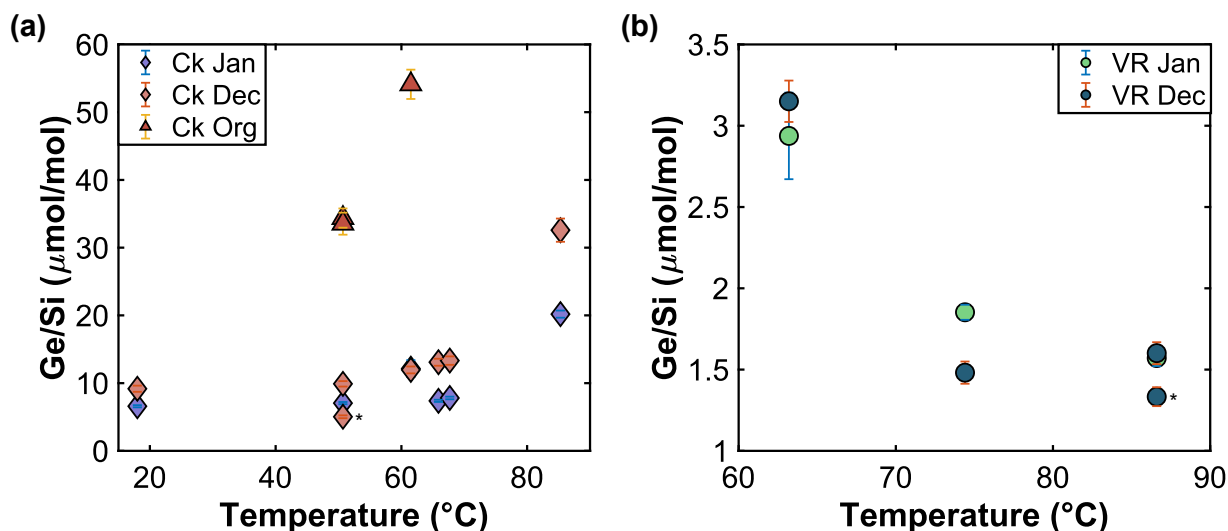 (a)
Ge/Si (μmol/mol)
60
50
40
30
20
10
0
Ck Jan
Ck Dec
Ck Org
*
20
40
60
80
Temperature (°C)
(b)
Ge/Si (μmol/mol)
3.5
3
2.5
2
1.5
1
VR Jan
VR Dec
*
60
70
80
90
Temperature (°C)